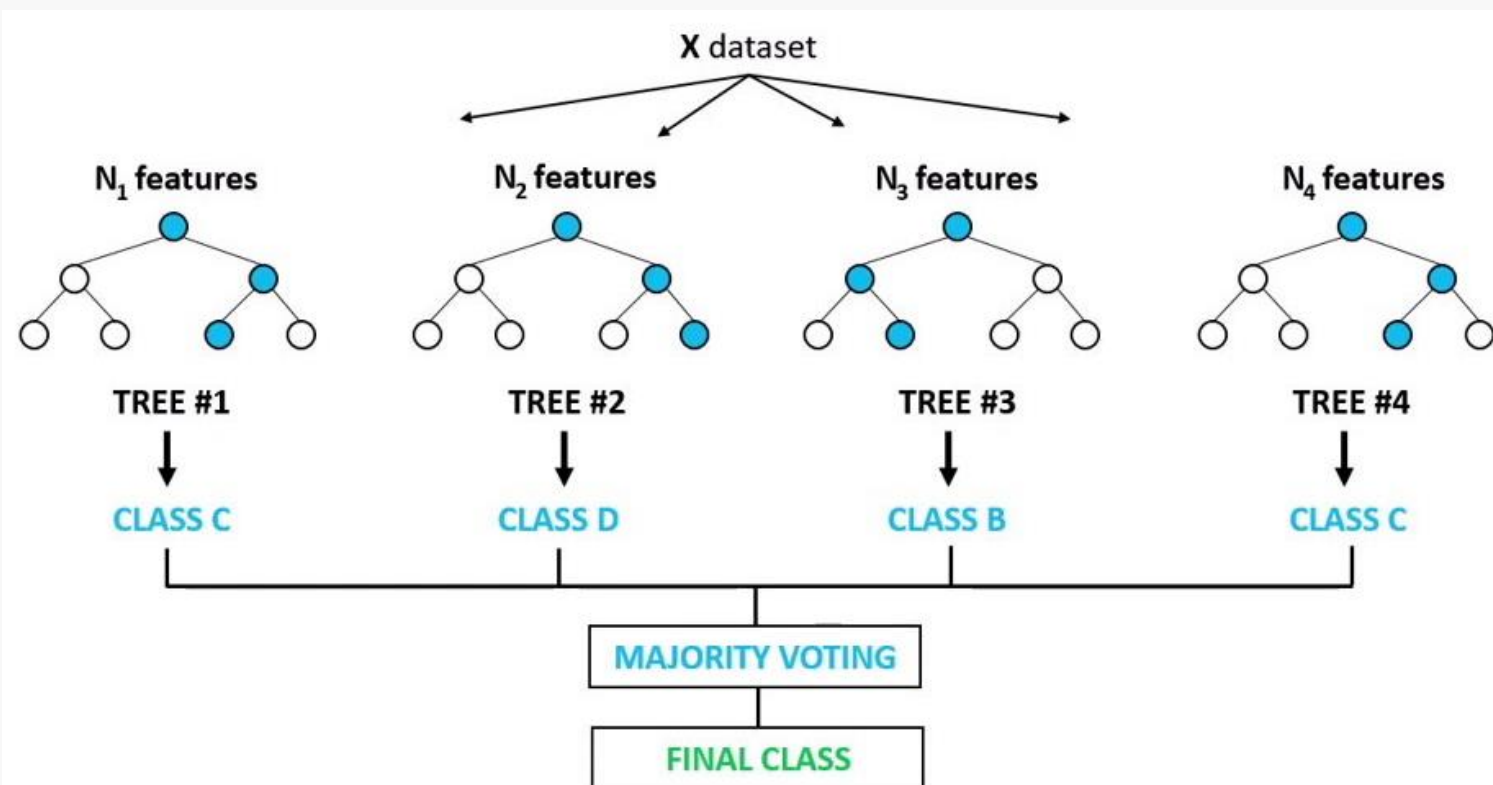 X dataset
N₁ features
N₂ features
N₃ features
N₄ features
TREE #1
TREE #2
TREE #3
TREE #4
CLASS C
CLASS D
CLASS B
CLASS C
MAJORITY VOTING
FINAL CLASS